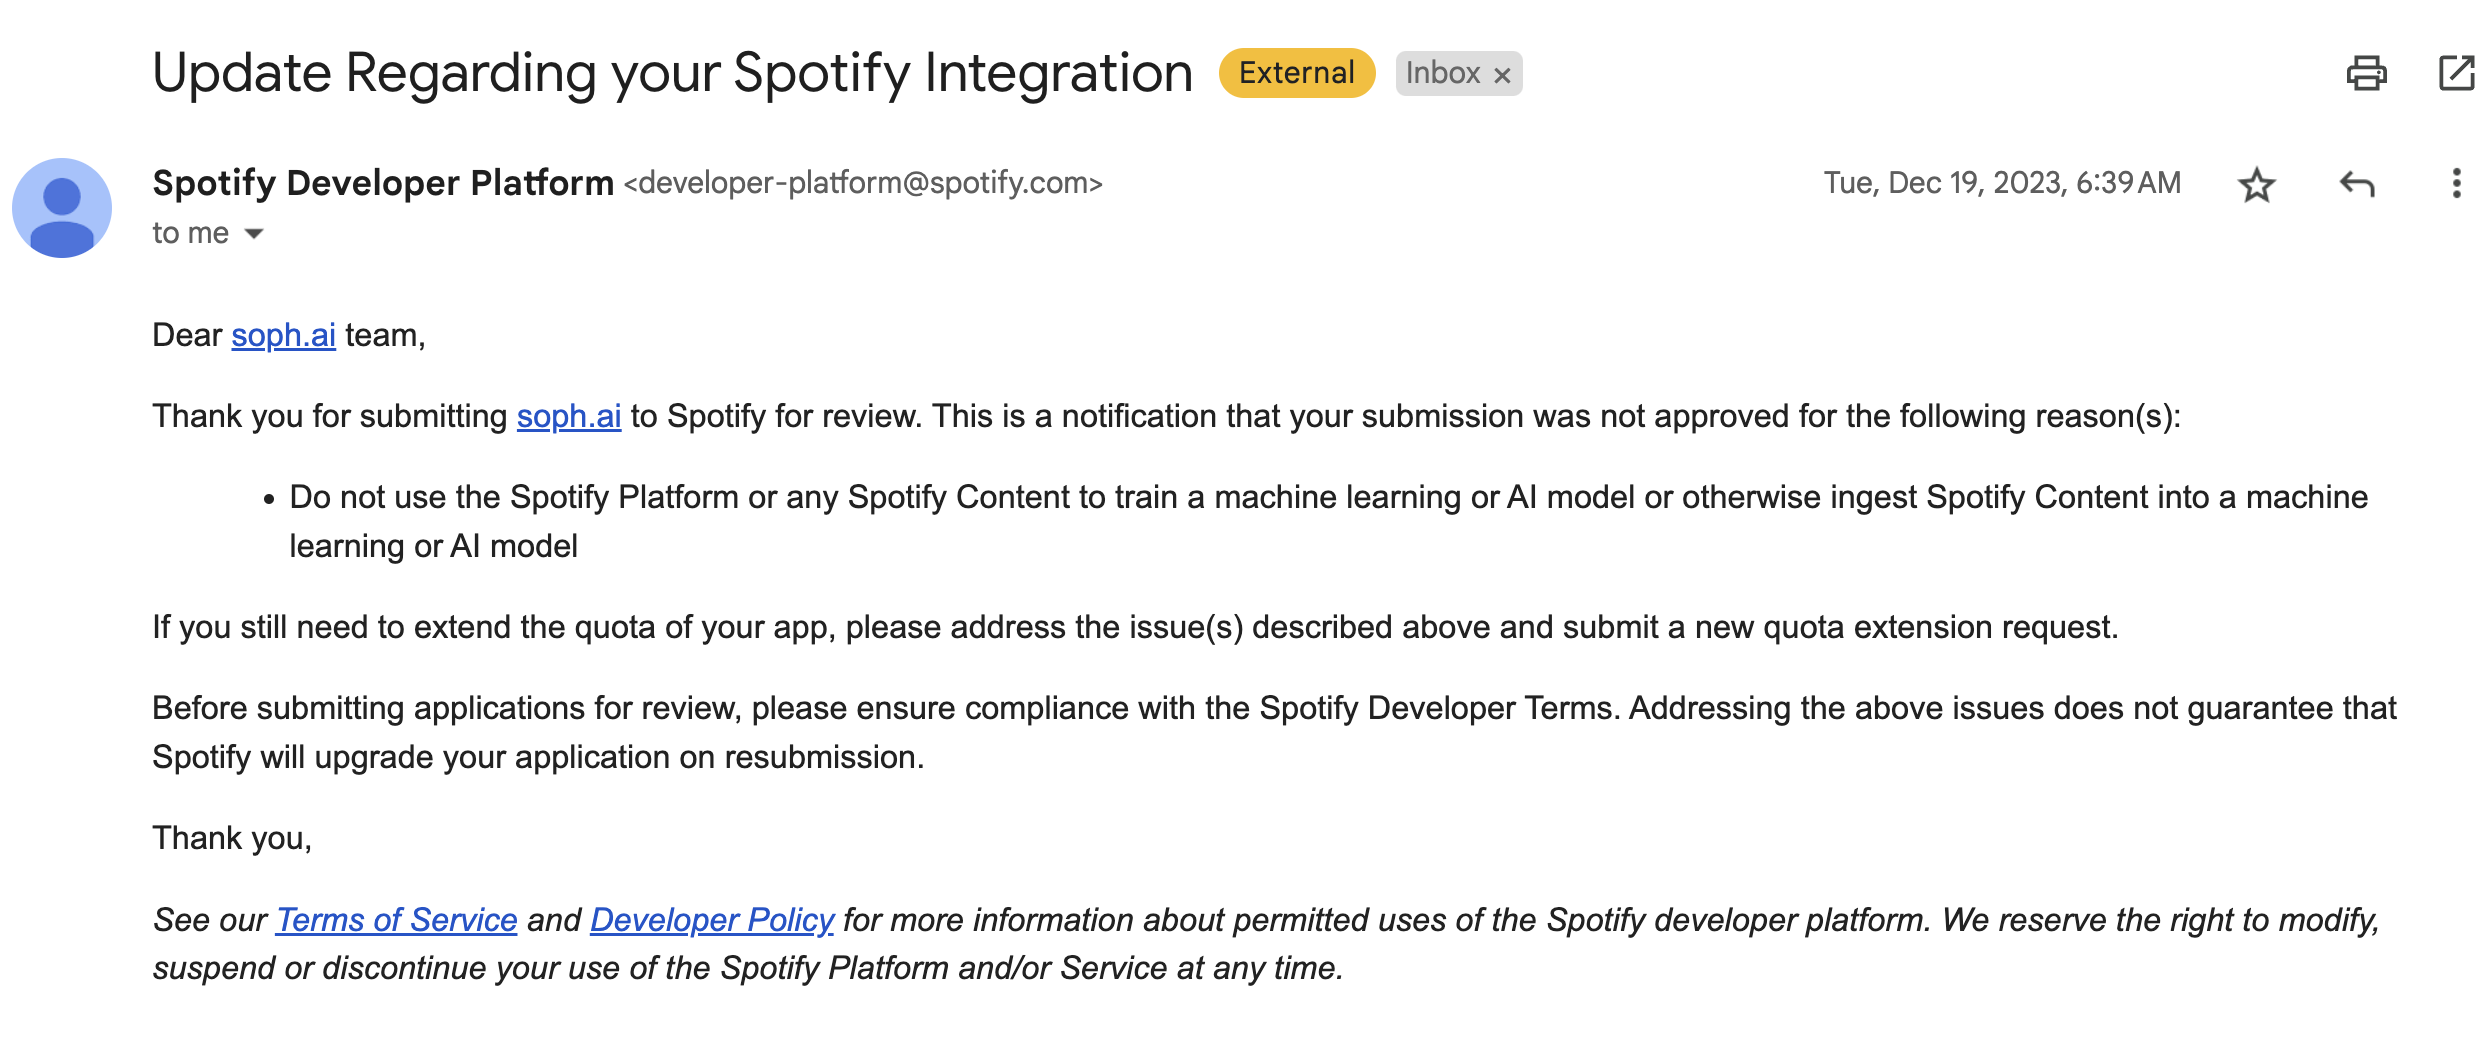 Update Regarding your Spotify Integration External Inbox ×
Spotify Developer Platform <developer-platform@spotify.com> Tue, Dec 19, 2023, 6:39 AM
to me
Dear soph.ai team,
Thank you for submitting soph.ai to Spotify for review. This is a notification that your submission was not approved for the following reason(s):
• Do not use the Spotify Platform or any Spotify Content to train a machine learning or AI model or otherwise ingest Spotify Content into a machine
learning or AI model
If you still need to extend the quota of your app, please address the issue(s) described above and submit a new quota extension request.
Before submitting applications for review, please ensure compliance with the Spotify Developer Terms. Addressing the above issues does not guarantee that
Spotify will upgrade your application on resubmission.
Thank you,
See our Terms of Service and Developer Policy for more information about permitted uses of the Spotify developer platform. We reserve the right to modify,
suspend or discontinue your use of the Spotify Platform and/or Service at any time.